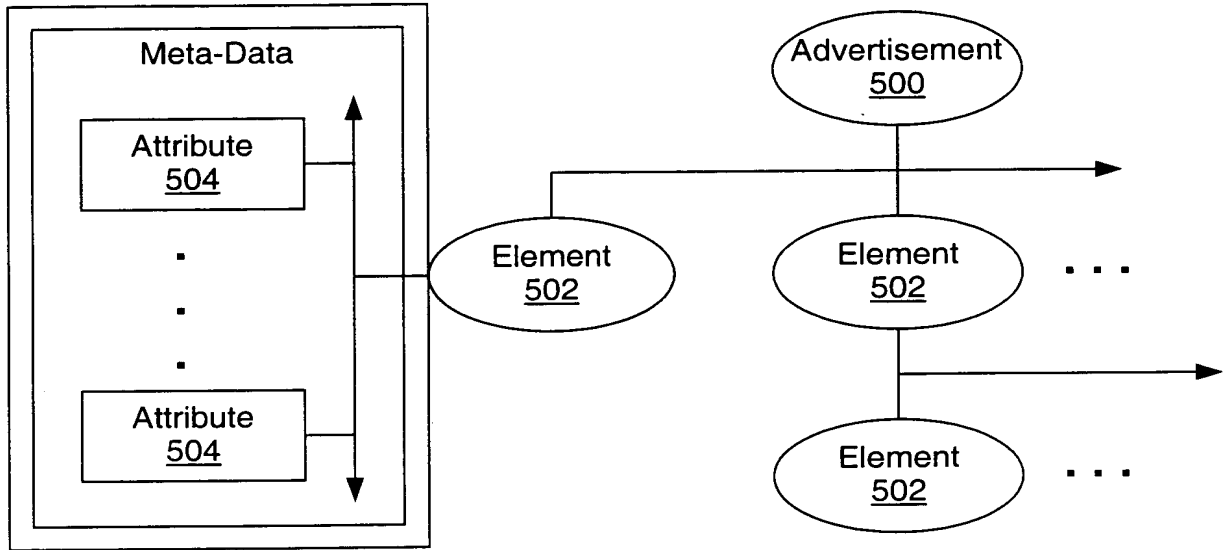 Meta-Data
Attribute
504
Attribute
504
Advertisement
500
Element
502
Element
502
Element
502